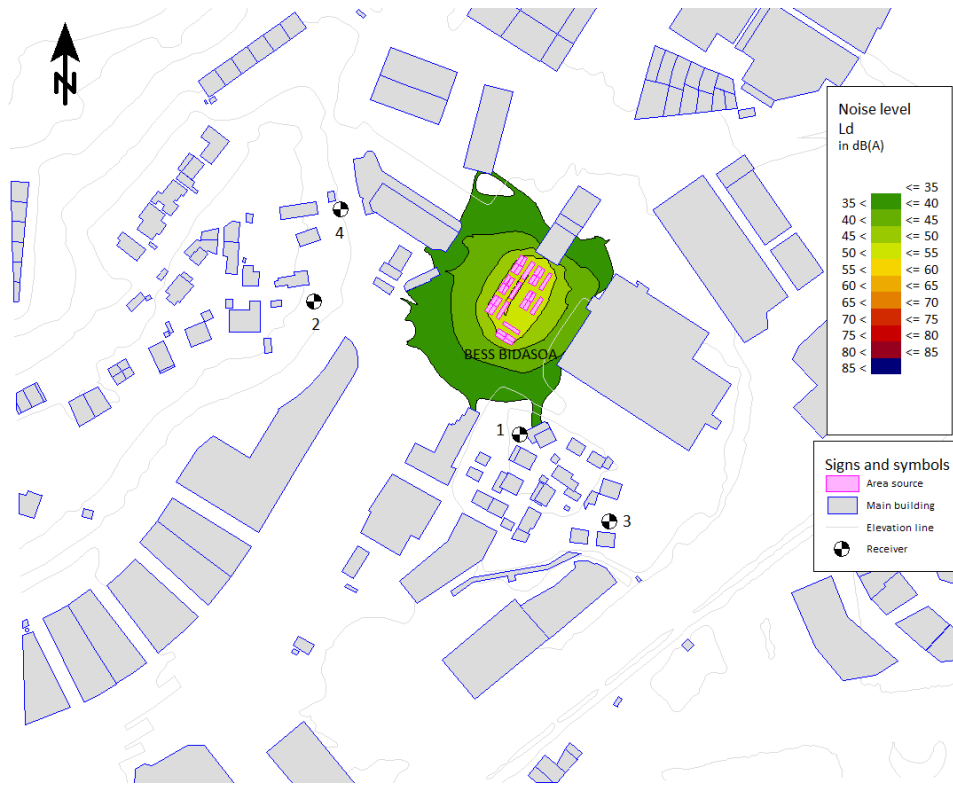 N
Noise level
Ld
in dB(A)
<= 35
35 < <= 40
40 < <= 45
45 < <= 50
50 < <= 55
55 < <= 60
60 < <= 65
65 < <= 70
70 < <= 75
75 < <= 80
80 < <= 85
85 <
4
2
BESS BIDASOA
1
3
Signs and symbols
Area source
Main building
Elevation line
Receiver